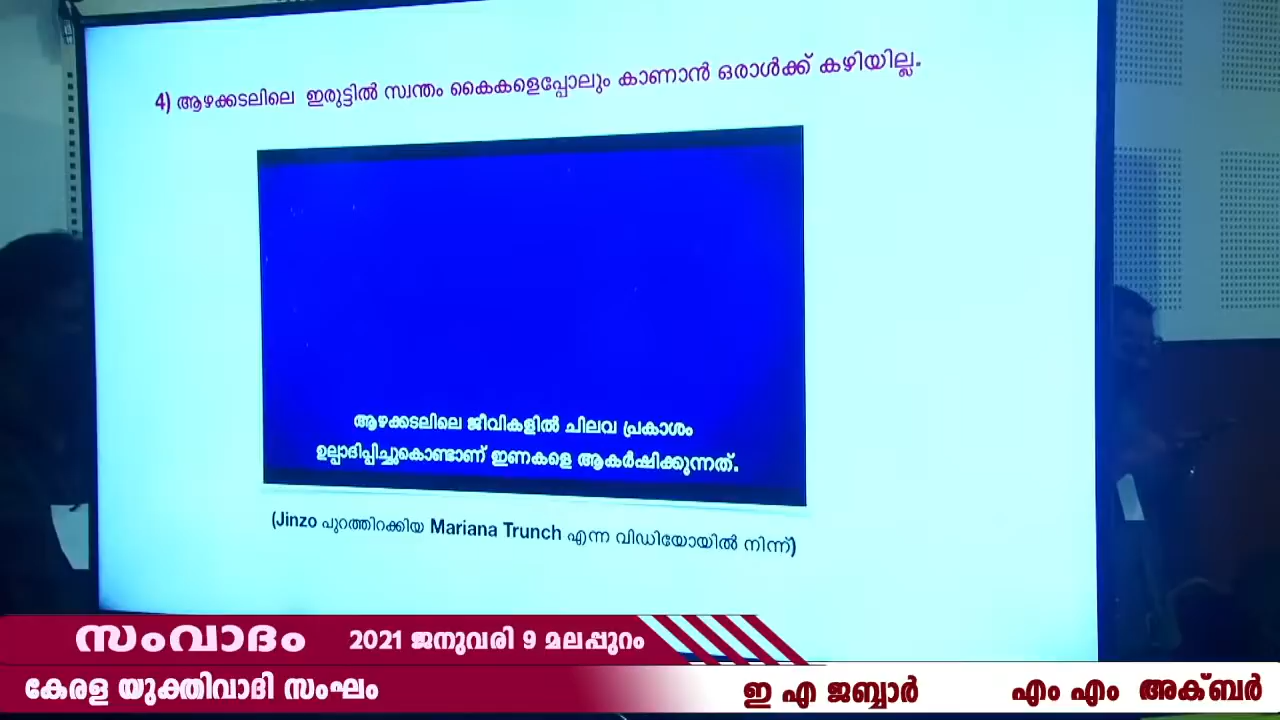 4) ആഴക്കടലിലെ ഇരുട്ടിൽ സ്വന്തം കൈകളെപ്പോലും കാണാൻ ഒരാൾക്ക് കഴിയില്ല.
ആഴക്കടലിലെ ജീവികളിൽ ചിലവ പ്രകാശം
ഉല്പാദിപ്പിച്ചുകൊണ്ടാണ് ഇണകളെ ആകർഷിക്കുന്നത്.
(Jinzo പുറത്തിറക്കിയ Mariana Trunch എന്ന വിഡിയോയിൽ നിന്ന്)
സംവാദം 2021 ജനുവരി 9 മലപ്പുറം
കേരള യുക്തിവാദി സംഘം ഇ എ ജബ്ബാർ എം എം അക്ബർ